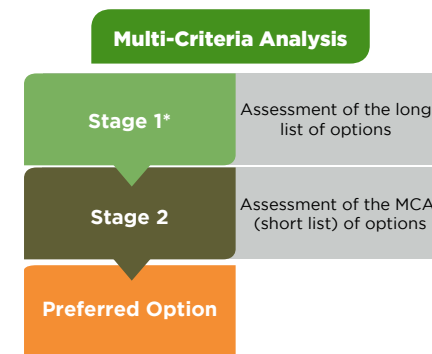 Multi-Criteria Analysis
Stage 1*
Assessment of the long
list of options
Stage 2
Assessment of the MCA
(short list) of options
Preferred Option